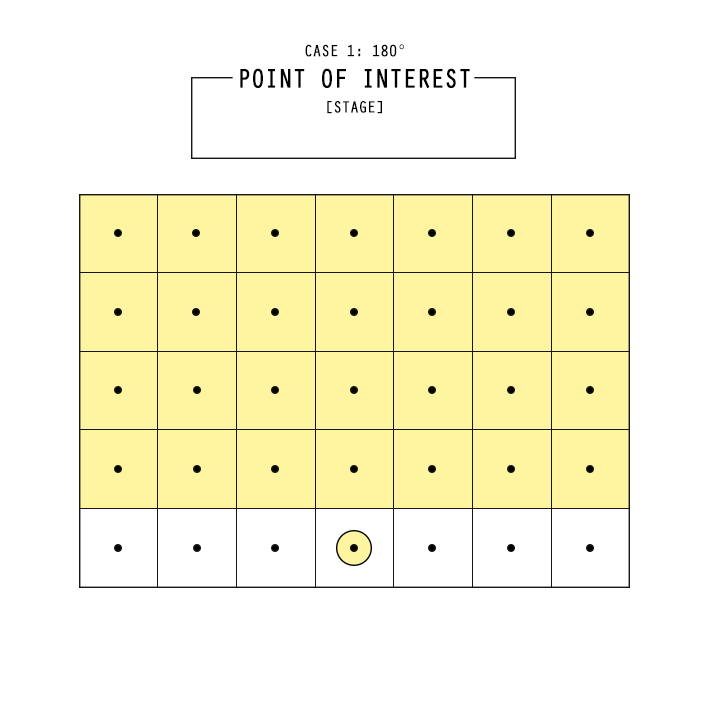 CASE 1: 180°
POINT OF INTEREST
[STAGE]